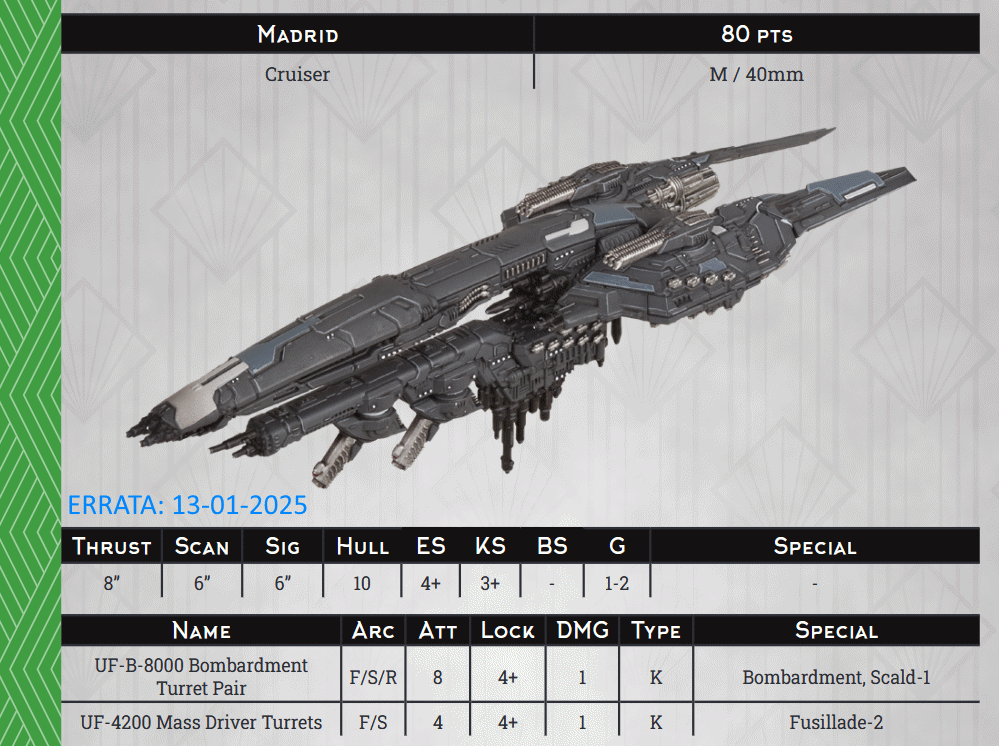 Madrid 80 pts
Cruiser M / 40mm
ERRATA: 13-01-2025
Thrust Scan Sig Hull ES KS BS G Special
8” 6” 6” 10 4+ 3+ - 1-2 -
Name Arc Att Lock DMG Type Special
UF-B-8000 Bombardment
Turret Pair F/S/R 8 4+ 1 K Bombardment, Scald-1
UF-4200 Mass Driver Turrets F/S 4 4+ 1 K Fusillade-2